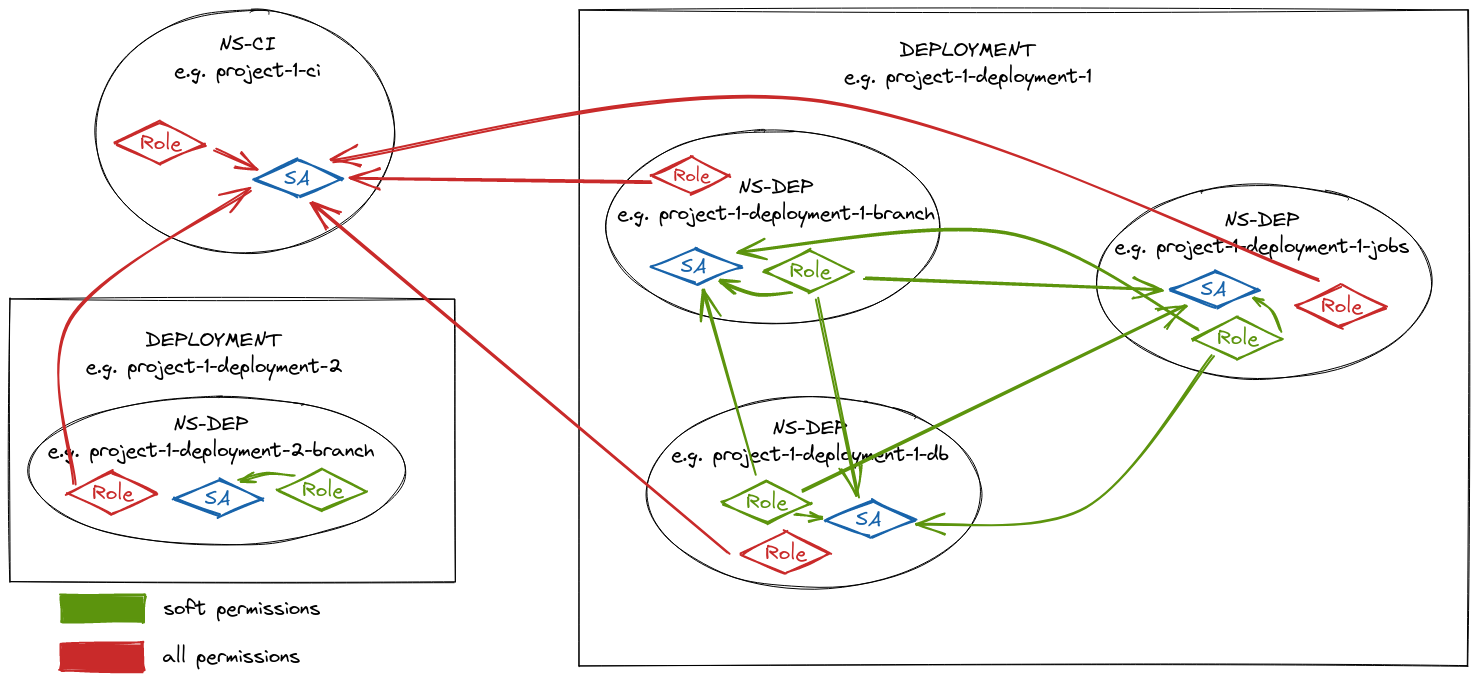 NS-CI
e.g. project-1-ci
Role
SA
DEPLOYMENT
e.g. project-1-deployment-1
Role
NS-DEP
e.g. project-1-deployment-1-branch
SA
Role
NS-DEP
e.g. project-1-deployment-1-jobs
SA
Role
Role
NS-DEP
e.g. project-1-deployment-1-db
Role
SA
Role
DEPLOYMENT
e.g. project-1-deployment-2
NS-DEP
e.g. project-1-deployment-2-branch
Role
SA
Role
soft permissions
all permissions